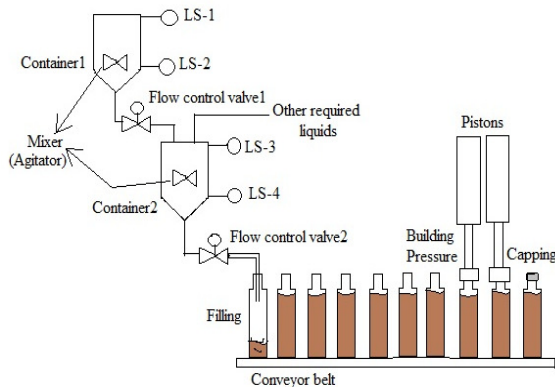 LS-1
Container1
LS-2
Flow control valve1
Mixer
(Agitator)
Other required
liquids
LS-3
Pistons
LS-4
Container2
Flow control valve2
Building
Pressure
Capping
Filling
Conveyor belt